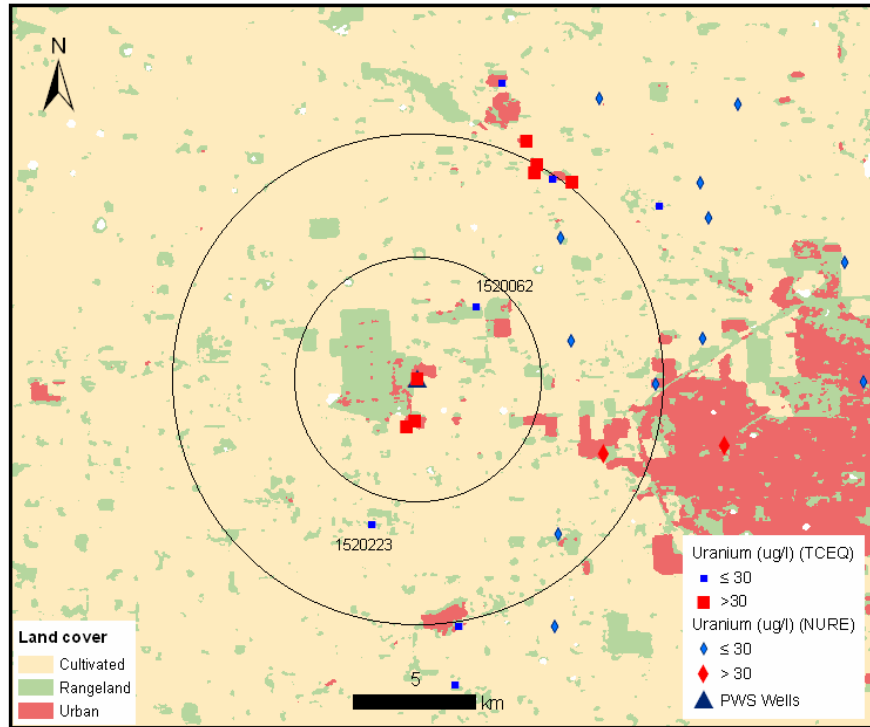 N
1520062
1520223
5
km
Land cover
Cultivated
Rangeland
Urban
Uranium (ug/l) (TCEQ)
≤ 30
>30
Uranium (ug/l) (NURE)
≤ 30
> 30
PWS Wells